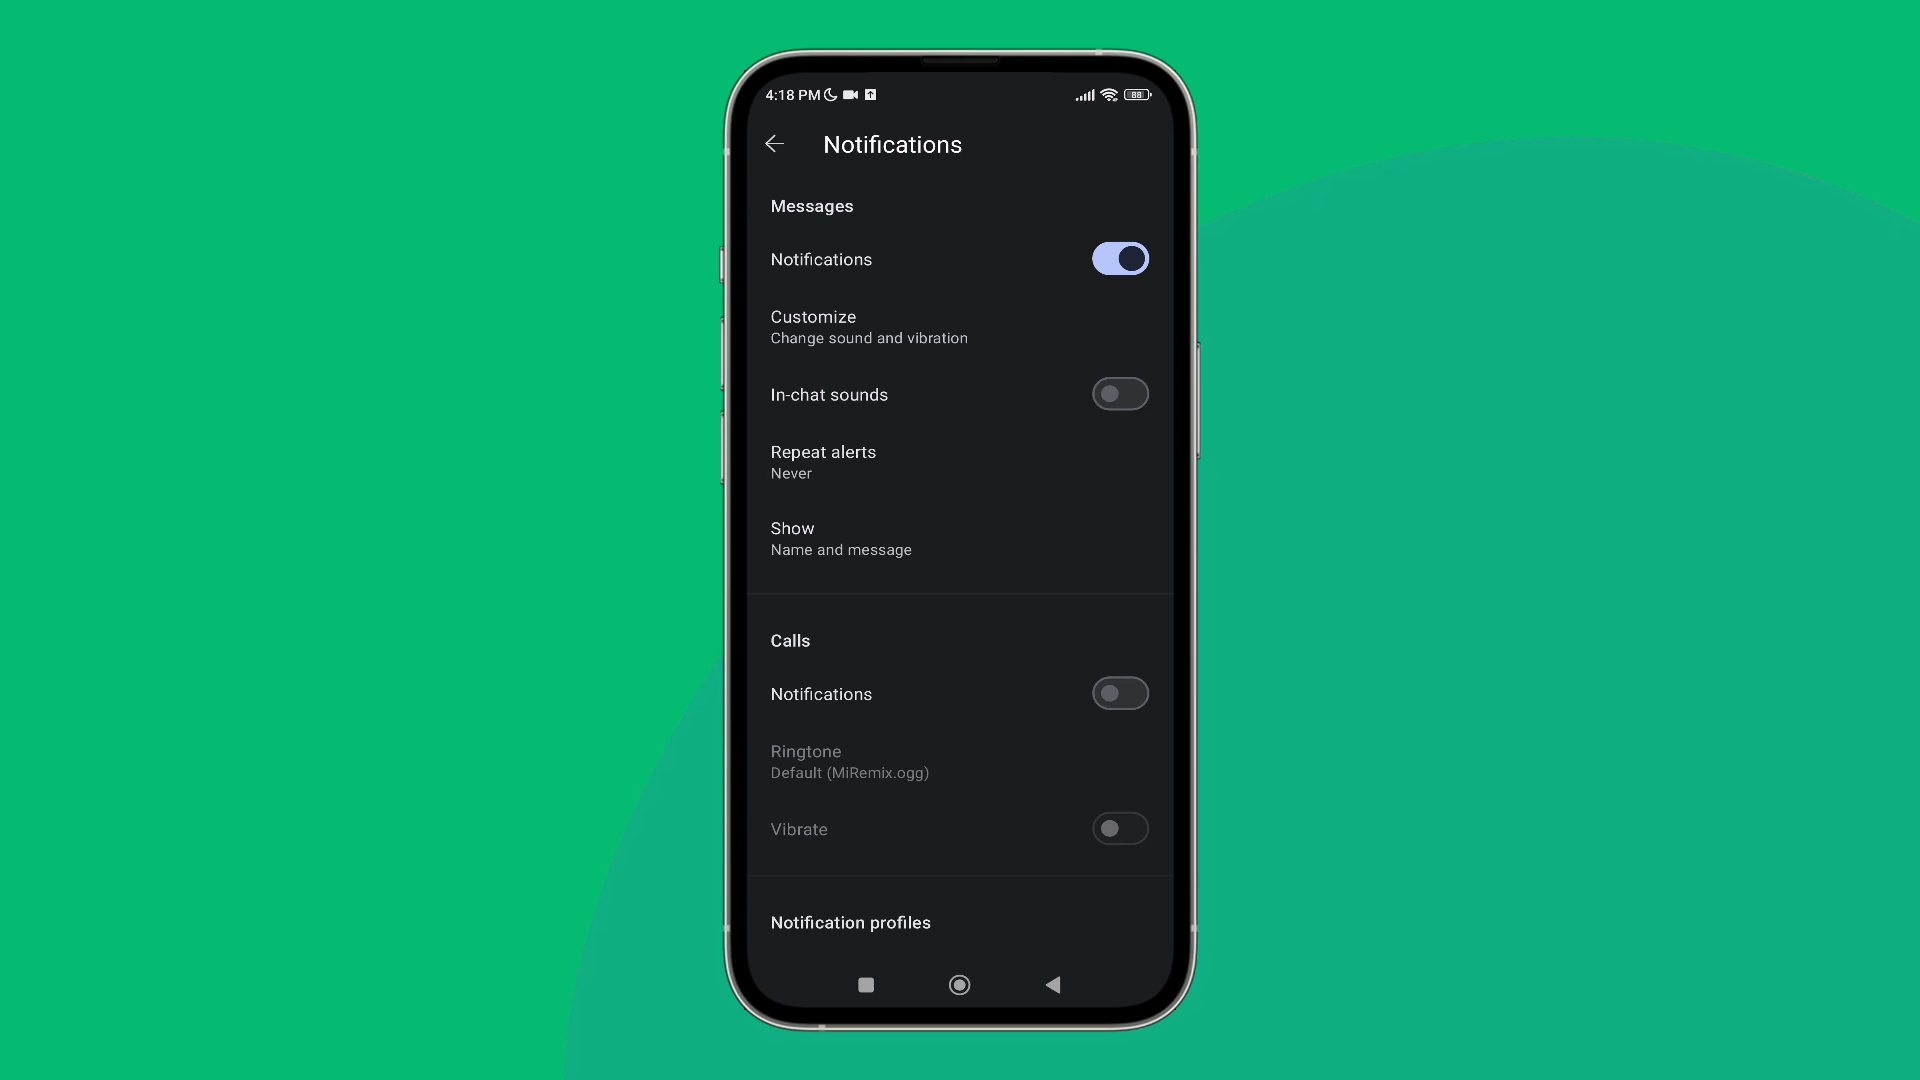 4:18 PM
88
Notifications
Messages
Notifications
Customize
Change sound and vibration
In-chat sounds
Repeat alerts
Never
Show
Name and message
Calls
Notifications
Ringtone
Default (MiRemix.ogg)
Vibrate
Notification profiles